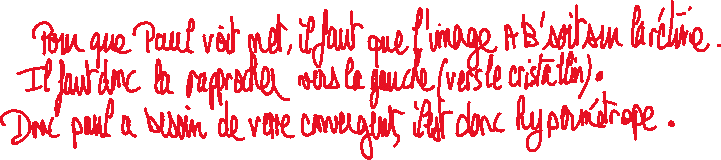 Pour que Paul voit net, il faut que l'image A'B' soit sur la rétine.
Il faut donc la rapprocher vers la gauche (vers le cristallin).
Donc paul a besoin de verre convergent, il est donc hypermétrope.